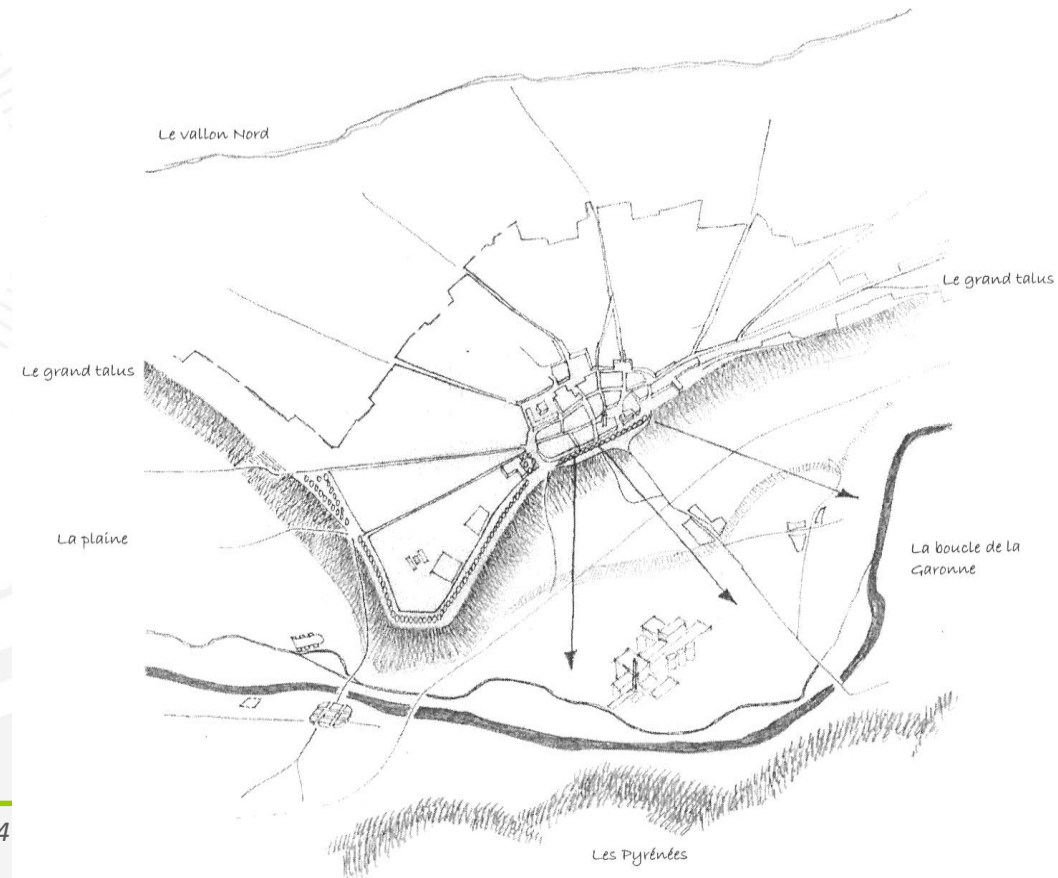 Le vallon Nord
Le grand talus
Le grand talus
La plaine
La boucle de la
Garonne
4
Les Pyrénées